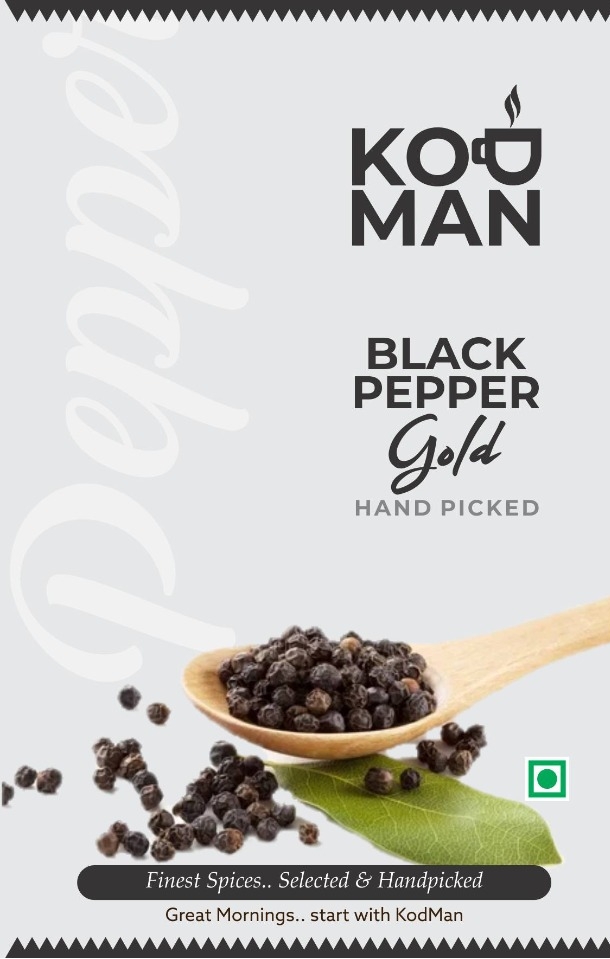 Pepper
KOD
MAN
BLACK
PEPPER
Gold
HAND PICKED
Finest Spices.. Selected & Handpicked
Great Mornings.. start with KodMan